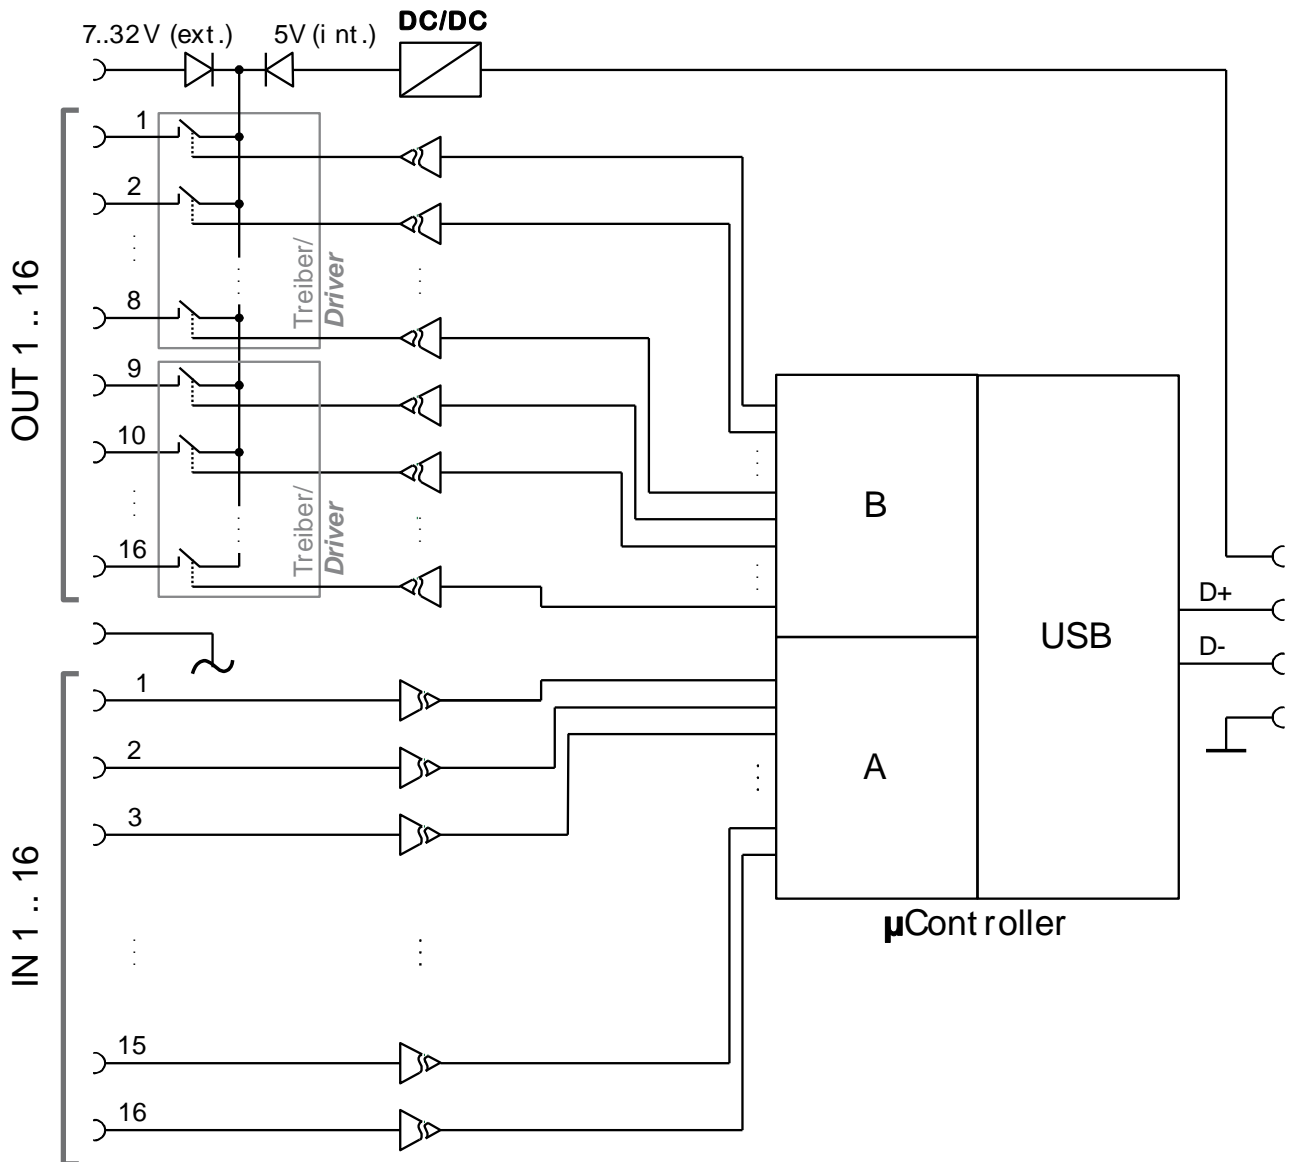 DC/DC
7..32V (ext.)
5V (int.)
OUT 1 .. 16
1
2
8
Treiber/
Driver
9
10
16
Treiber/
Driver
B
A
USB
D+
D-
µController
IN 1 .. 16
1
2
3
15
16